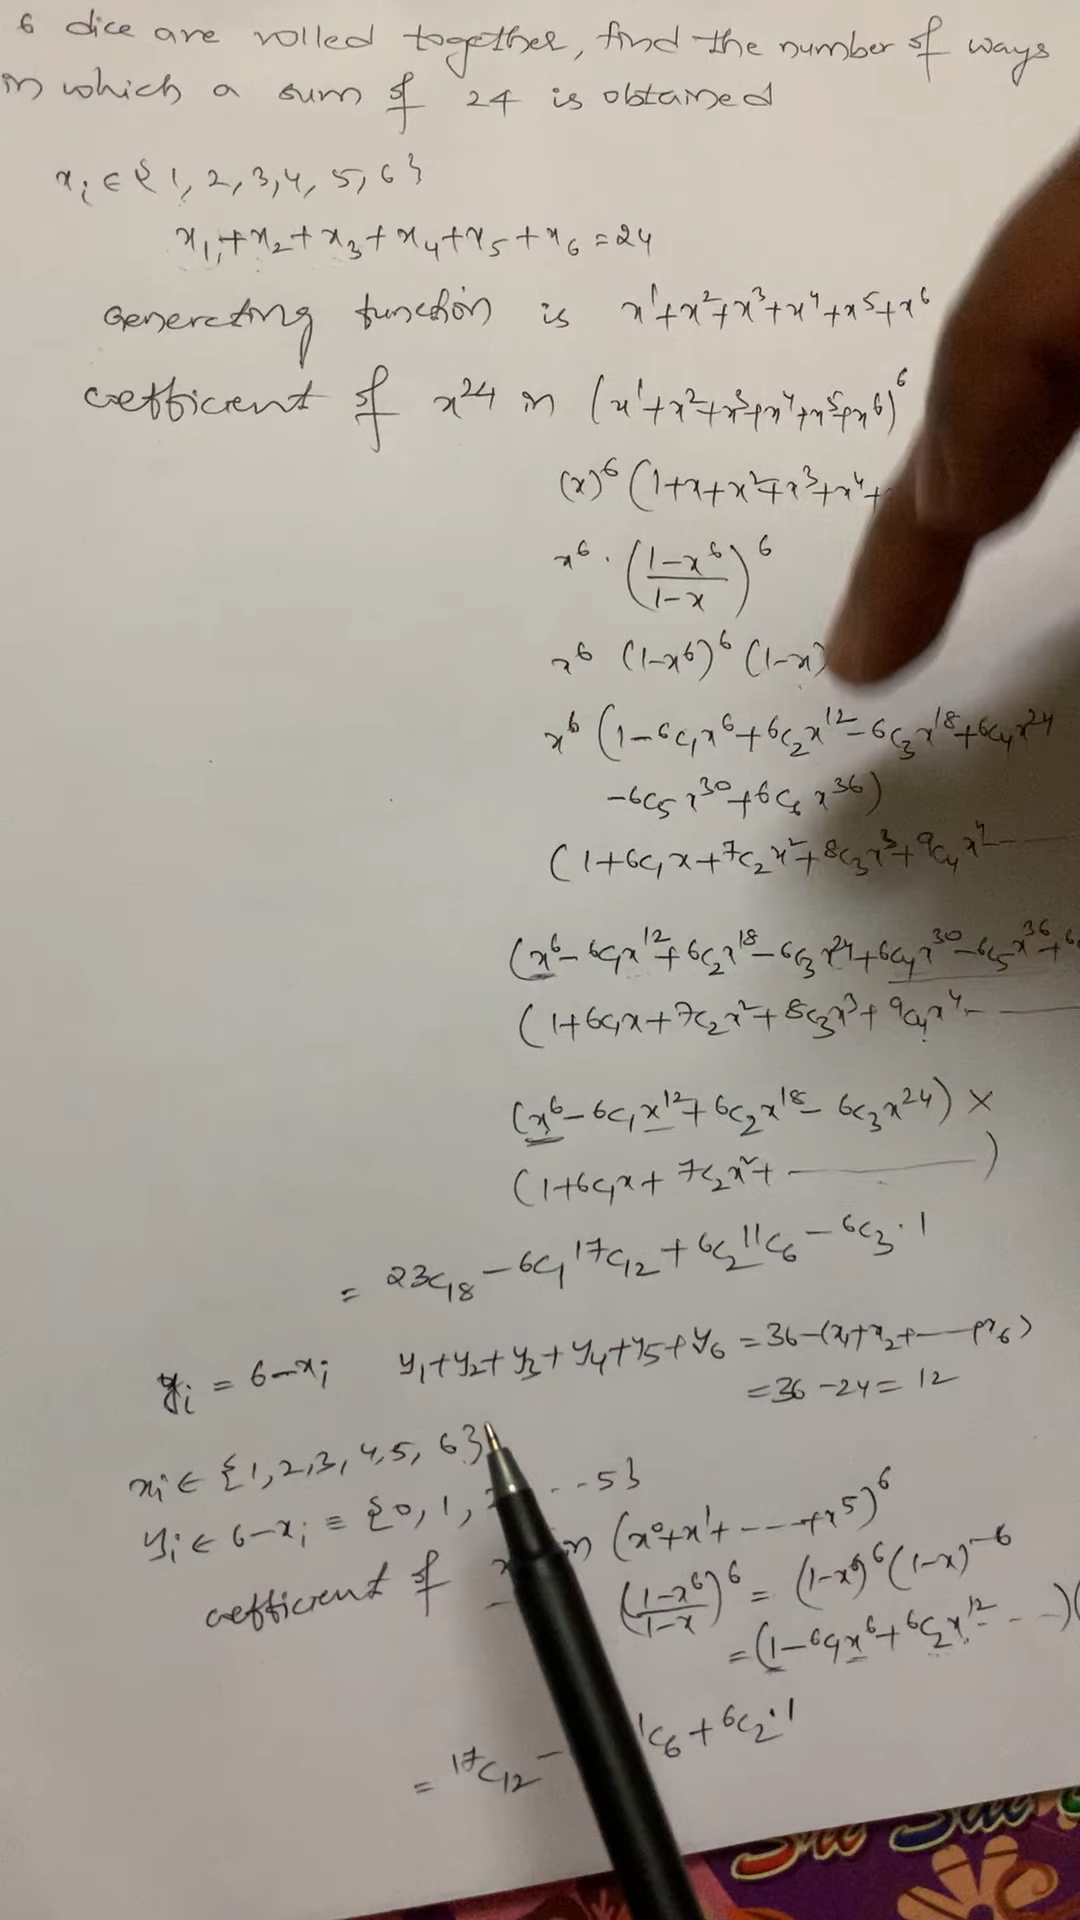 6 dice are rolled together, find the number of ways
in which a sum of 24 is obtained
xᵢ ∈ {1, 2, 3, 4, 5, 6}
x₁ + x₂ + x₃ + x₄ + x₅ + x₆ = 24
Generating function is x¹+x²+x³+x⁴+x⁵+x⁶
coefficient of x²⁴ in (x¹+x²+x³+x⁴+x⁵+x⁶)⁶
(x)⁶ (1+x+x²+x³+x⁴+
x⁶ · ((1-x⁶)/(1-x))⁶
x⁶ (1-x⁶)⁶ (1-x)
x⁶ (1-6c₁x⁶+6c₂x¹²-6c₃x¹⁸+6c₄x²⁴
-6c₅x³⁰+6c₆x³⁶)
(1+6c₁x+7c₂x²+8c₃x³+9c₄x⁴---
(x⁶-6c₁x¹²+6c₂x¹⁸-6c₃x²⁴+6c₄x³⁰-6c₅x³⁶+6
(1+6c₁x+7c₂x²+8c₃x³+9c₄x⁴---
(x⁶-6c₁x¹²+6c₂x¹⁸-6c₃x²⁴) ×
(1+6c₁x+7c₂x²+ --- )
= 23c₁₈ - 6c₁ 17c₁₂ + 6c₂ 11c₆ - 6c₃·1
yᵢ = 6-xᵢ y₁+y₂+y₃+y₄+y₅+y₆ = 36-(x₁+x₂+---+x₆)
= 36-24 = 12
xᵢ ∈ {1, 2, 3, 4, 5, 6}
yᵢ ∈ 6-xᵢ ≡ {0, 1, ---5}
coefficient of in (x⁰+x¹+---+x⁵)⁶
((1-x⁶)/(1-x))⁶ = (1-x⁶)⁶ (1-x)⁻⁶
= (1-6c₁x⁶+6c₂x¹²---)(
= 17c₁₂ - c₆ + 6c₂·1